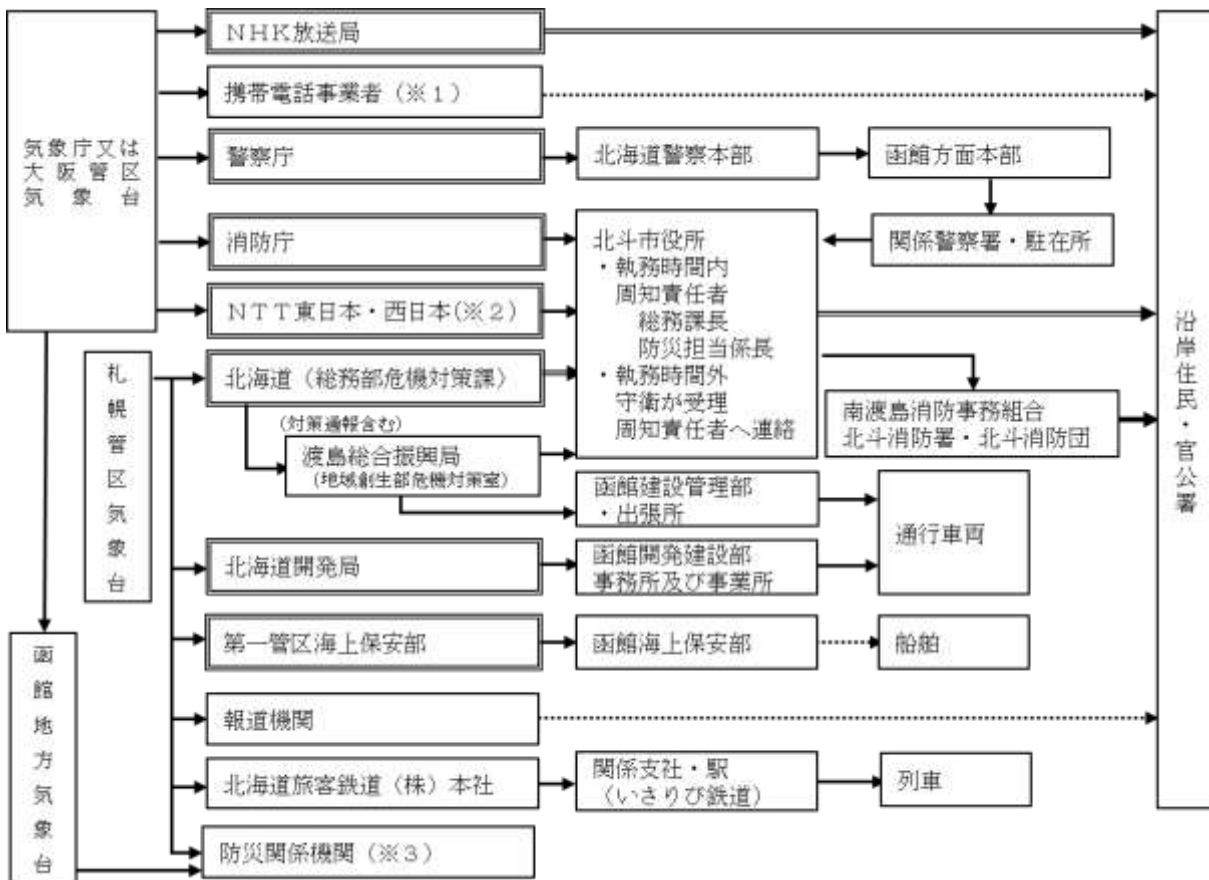 気象庁又は
大阪管区
気象台
NHK放送局
携帯電話事業者（※１）
警察庁
北海道警察本部
函館方面本部
消防庁
関係警察署・駐在所
NTT東日本・西日本(※２)
北斗市役所
・執務時間内
周知責任者
総務課長
防災担当係長
・執務時間外
守衛が受理
周知責任者へ連絡
沿岸住民・官公署
札幌管区気象台
北海道（総務部危機対策課）
(対策通報含む)
渡島総合振興局
(地域創生部危機対策室)
南渡島消防事務組合
北斗消防署・北斗消防団
函館建設管理部
・出張所
通行車両
北海道開発局
函館開発建設部
事務所及び事業所
第一管区海上保安部
函館海上保安部
船舶
函館地方気象台
報道機関
北海道旅客鉄道（株）本社
関係支社・駅
（いさりび鉄道）
列車
防災関係機関（※３）